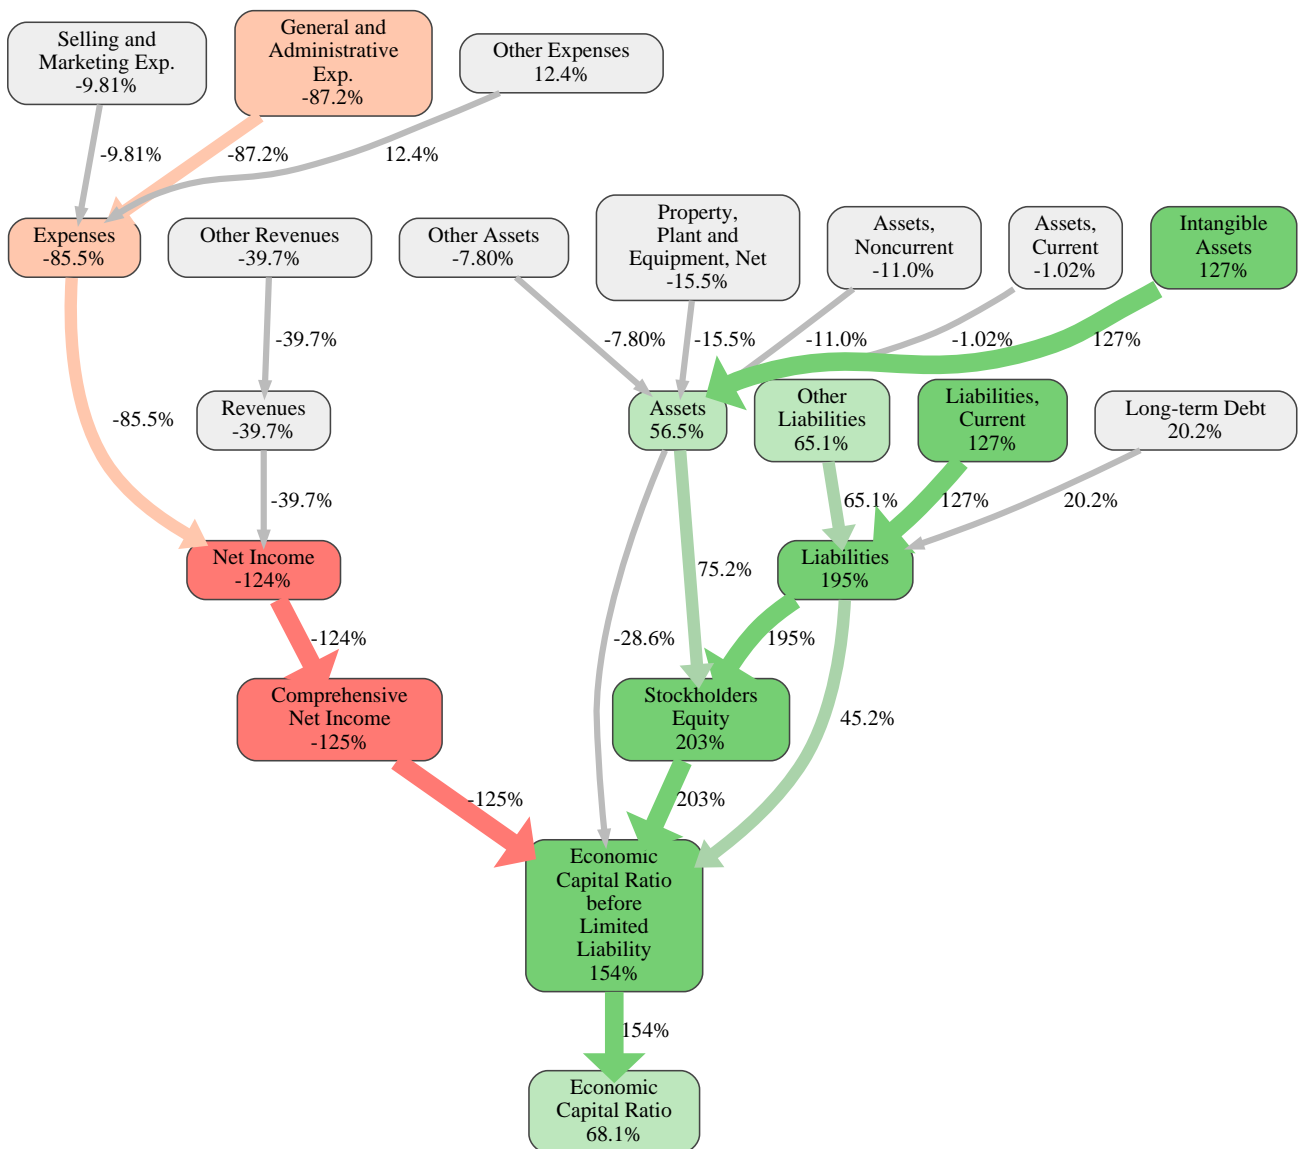 Selling and
Marketing Exp.
-9.81%
General and
Administrative
Exp.
-87.2%
Other Expenses
12.4%
-9.81%
-87.2%
12.4%
Expenses
-85.5%
Other Revenues
-39.7%
Other Assets
-7.80%
Property,
Plant and
Equipment, Net
-15.5%
Assets,
Noncurrent
-11.0%
Assets,
Current
-1.02%
Intangible
Assets
127%
-39.7%
-7.80%
-15.5%
-11.0%
-1.02%
127%
-85.5%
Revenues
-39.7%
Assets
56.5%
Other
Liabilities
65.1%
Liabilities,
Current
127%
Long-term Debt
20.2%
-39.7%
65.1%
127%
20.2%
Net Income
-124%
75.2%
Liabilities
195%
-124%
-28.6%
195%
Comprehensive
Net Income
-125%
Stockholders
Equity
203%
45.2%
-125%
203%
Economic
Capital Ratio
before
Limited
Liability
154%
154%
Economic
Capital Ratio
68.1%